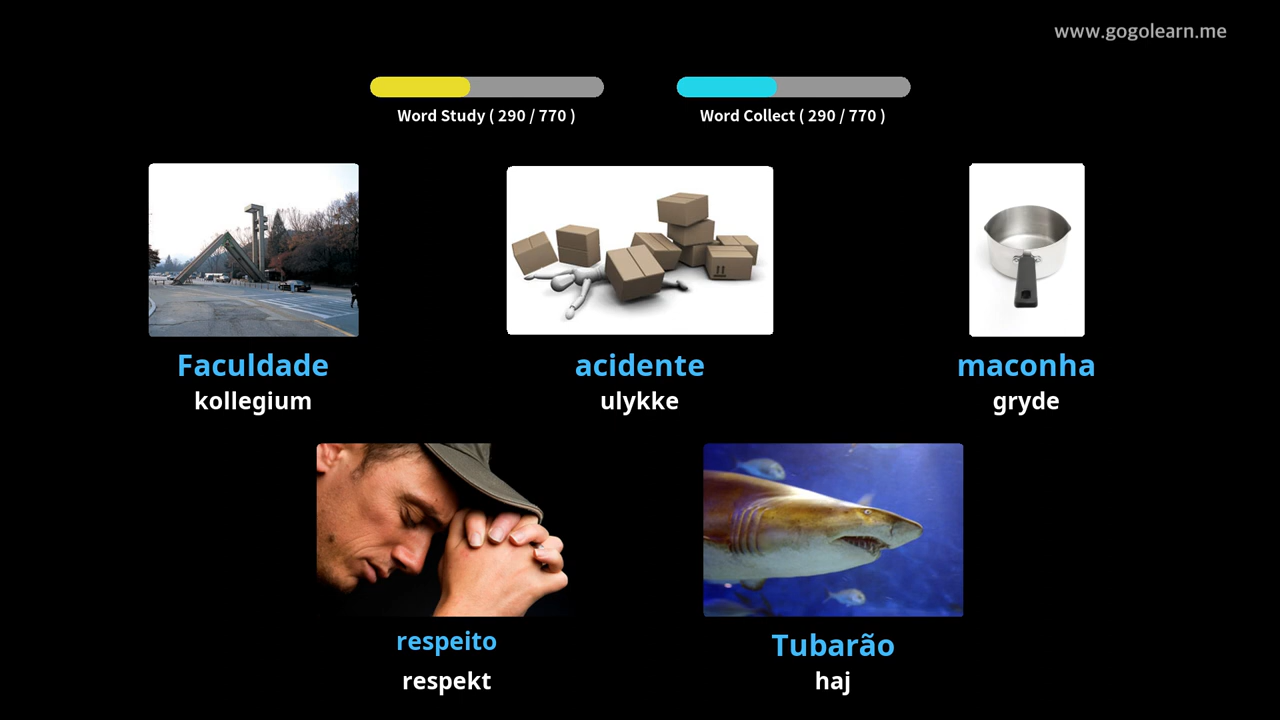 www.gogolearn.me
Word Study ( 290 / 770 )
Word Collect ( 290 / 770 )
Faculdade
kollegium
acidente
ulykke
maconha
gryde
respeito
respekt
Tubarão
haj